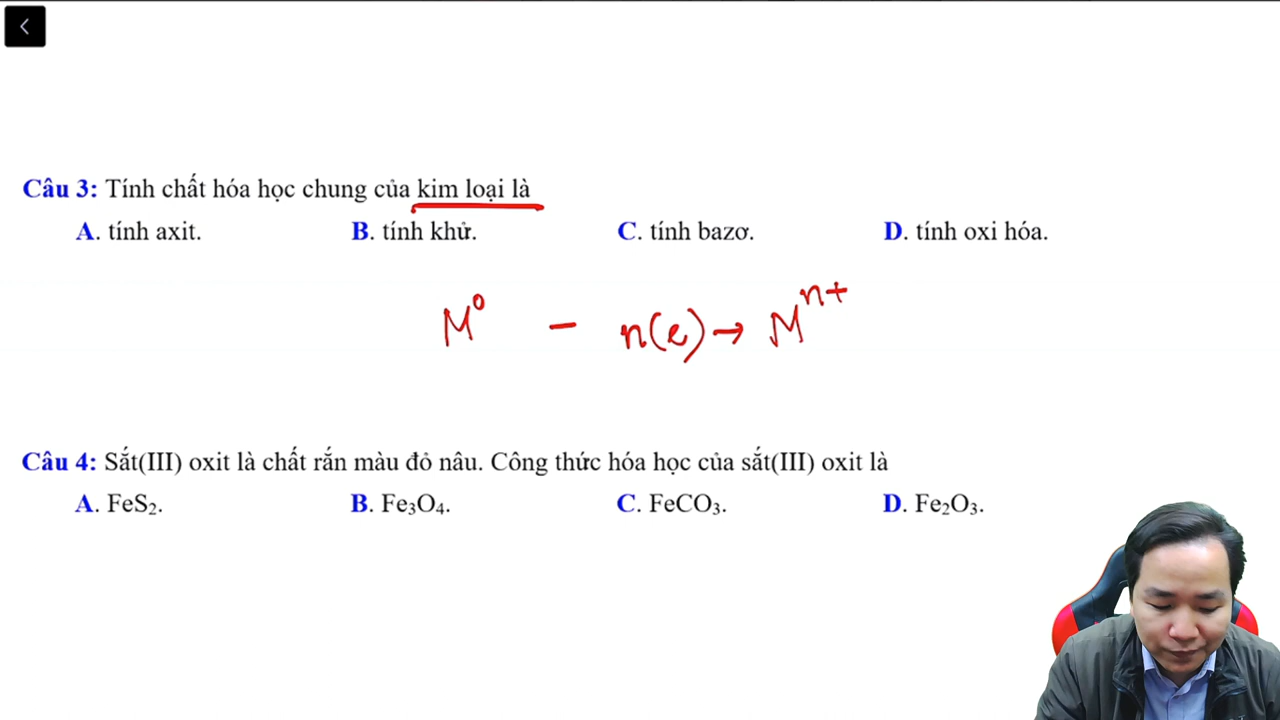 Câu 3: Tính chất hóa học chung của kim loại là
A. tính axit. B. tính khử. C. tính bazơ. D. tính oxi hóa.
M⁰ – n(e) → Mⁿ⁺
Câu 4: Sắt(III) oxit là chất rắn màu đỏ nâu. Công thức hóa học của sắt(III) oxit là
A. FeS₂. B. Fe₃O₄. C. FeCO₃. D. Fe₂O₃.